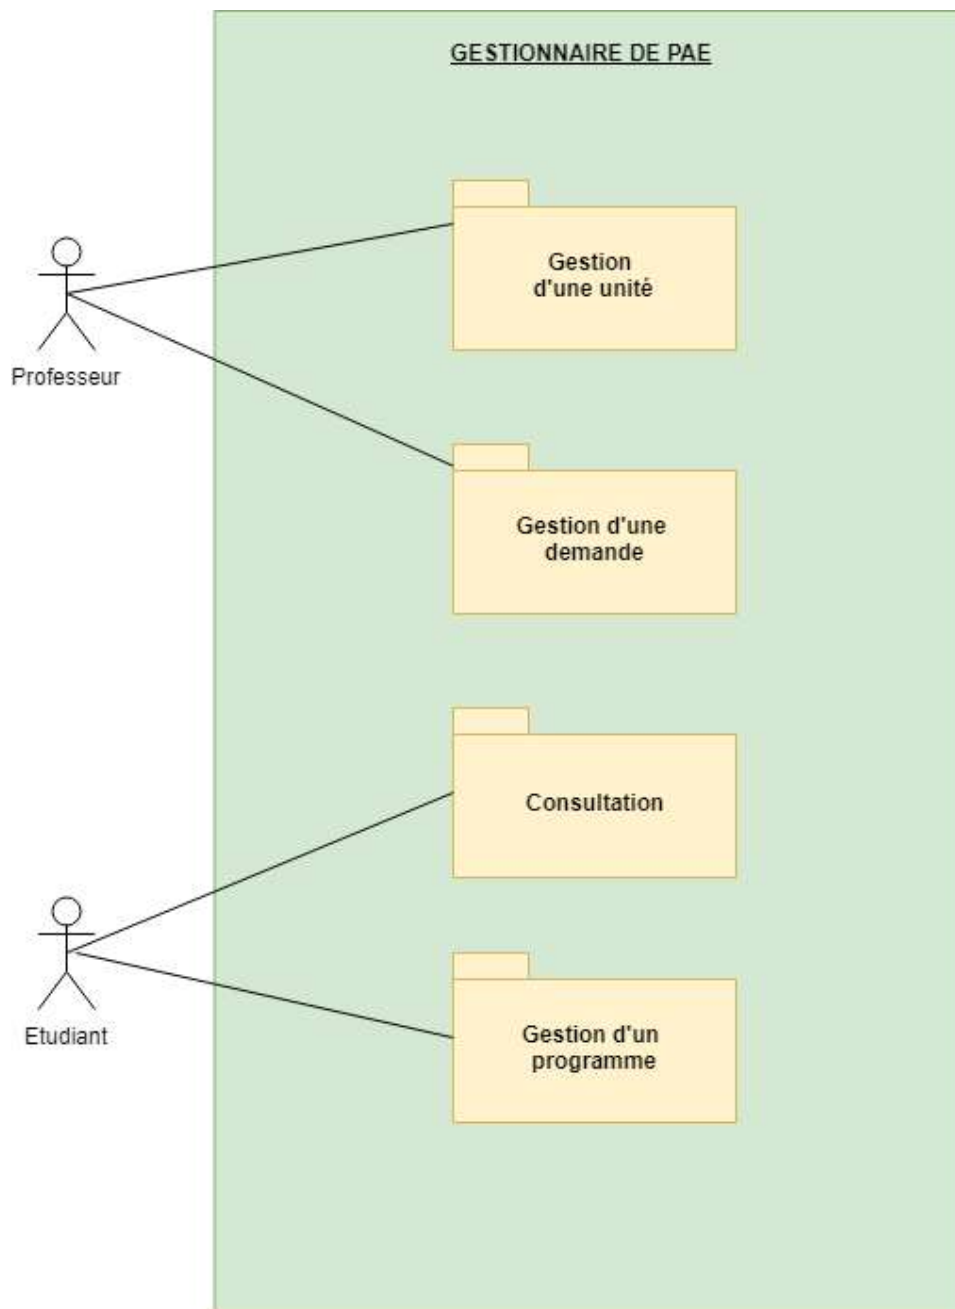 GESTIONNAIRE DE PAE
Gestion
d'une unité
Professeur
Gestion d'une
demande
Consultation
Etudiant
Gestion d'un
programme